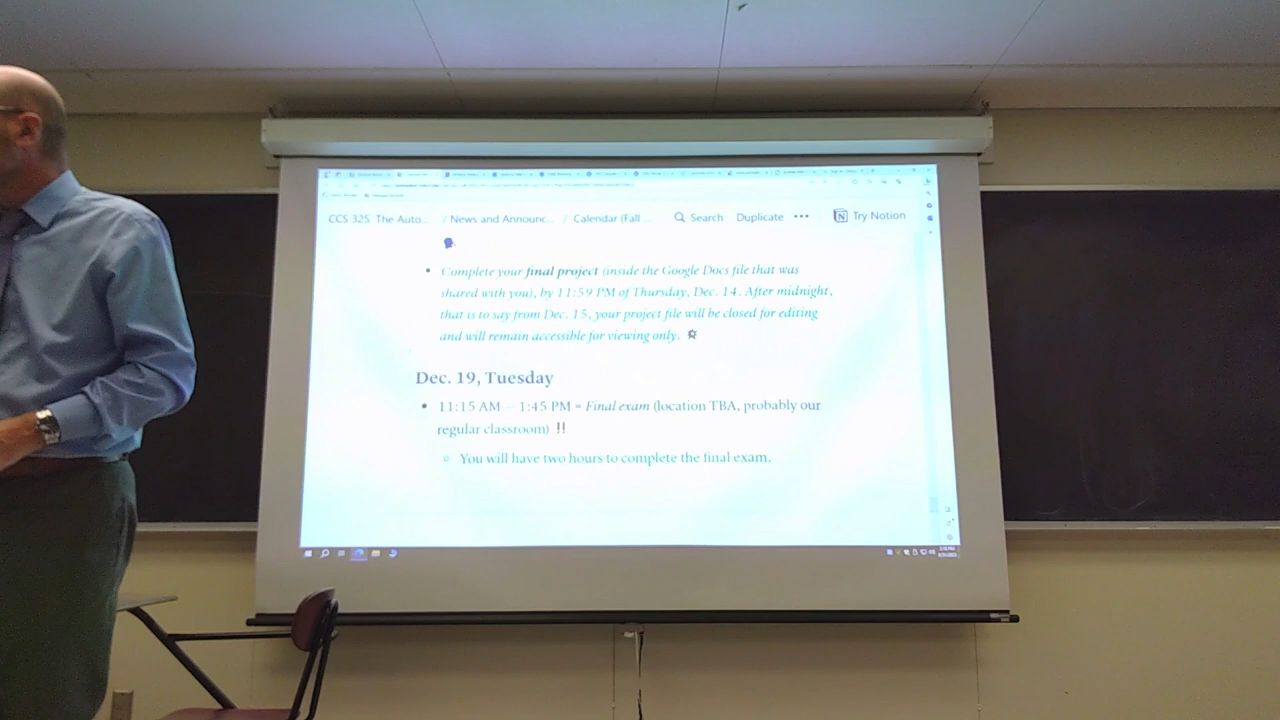 CCS 325 The Auto... / News and Announc... / Calendar (Fall ... Search Duplicate ••• Try Notion
• Complete your final project (inside the Google Docs file that was
shared with you), by 11:59 PM of Thursday, Dec. 14. After midnight,
that is to say from Dec. 15, your project file will be closed for editing
and will remain accessible for viewing only.
Dec. 19, Tuesday
• 11:15 AM – 1:45 PM = Final exam (location TBA, probably our
regular classroom) ‼
○ You will have two hours to complete the final exam.